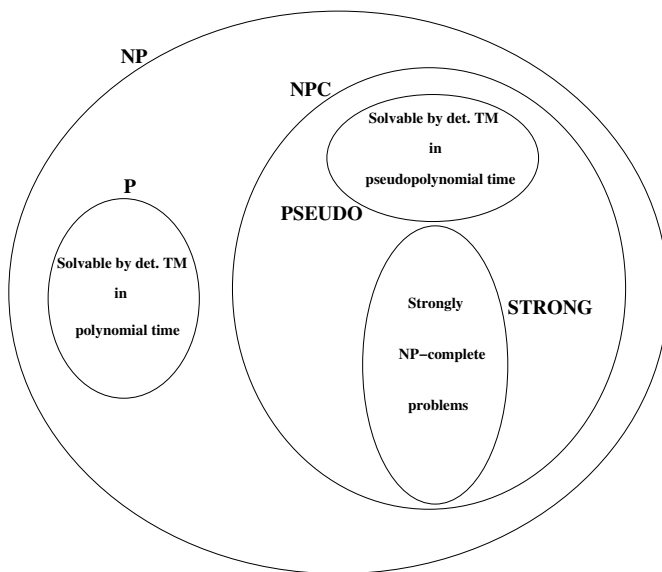 NP
NPC
Solvable by det. TM
in
pseudopolynomial time
P
PSEUDO
Solvable by det. TM
in
polynomial time
Strongly
STRONG
NP−complete
problems